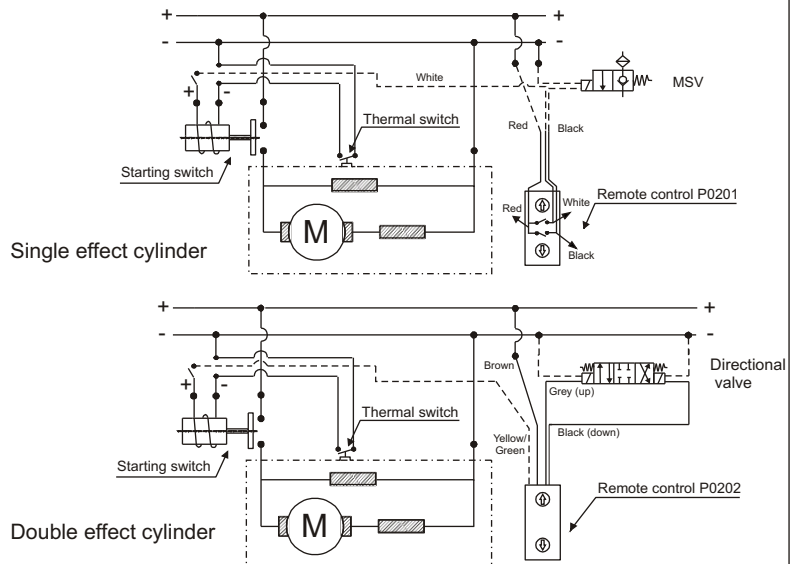 + +
- -
White
MSV
+ -
Thermal switch
Red Black
Starting switch
Remote control P0201
Red White
M
Black
Single effect cylinder
+ +
- -
Brown
Directional
valve
+ -
Grey (up)
Thermal switch
Yellow/
Green
Black (down)
Starting switch
Remote control P0202
M
Double effect cylinder